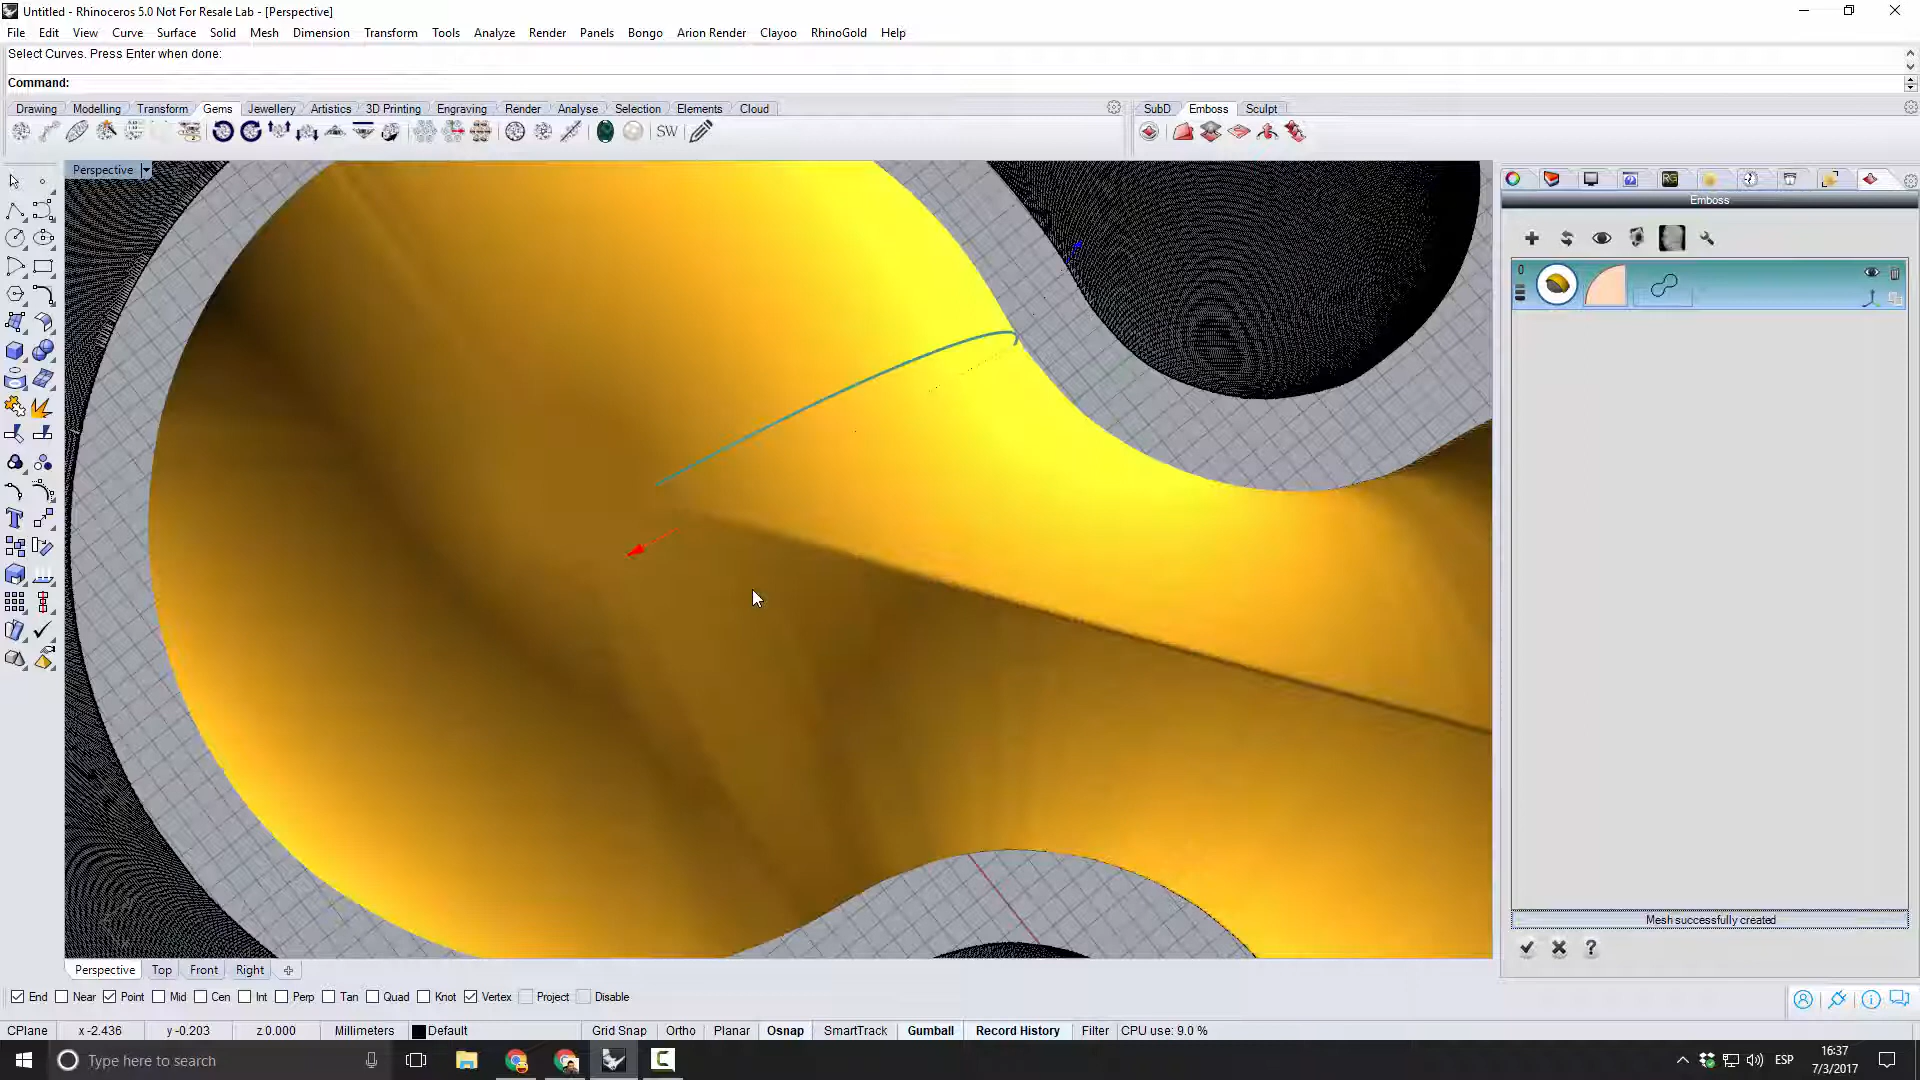 Untitled - Rhinoceros 5.0 Not For Resale Lab - [Perspective]
File Edit View Curve Surface Solid Mesh Dimension Transform Tools Analyze Render Panels Bongo Arion Render Clayoo RhinoGold Help
Select Curves. Press Enter when done:
Command:
Drawing Modelling Transform Gems Jewellery Artistics 3D Printing Engraving Render Analyse Selection Elements Cloud SubD Emboss Sculpt
SW
Perspective
RG
Emboss
0
Mesh successfully created
Perspective Top Front Right
End Near Point Mid Cen Int Perp Tan Quad Knot Vertex Project Disable
CPlane x -2.436 y -0.203 z 0.000 Millimeters Default Grid Snap Ortho Planar Osnap SmartTrack Gumball Record History Filter CPU use: 9.0 %
Type here to search
ESP
16:37
7/3/2017